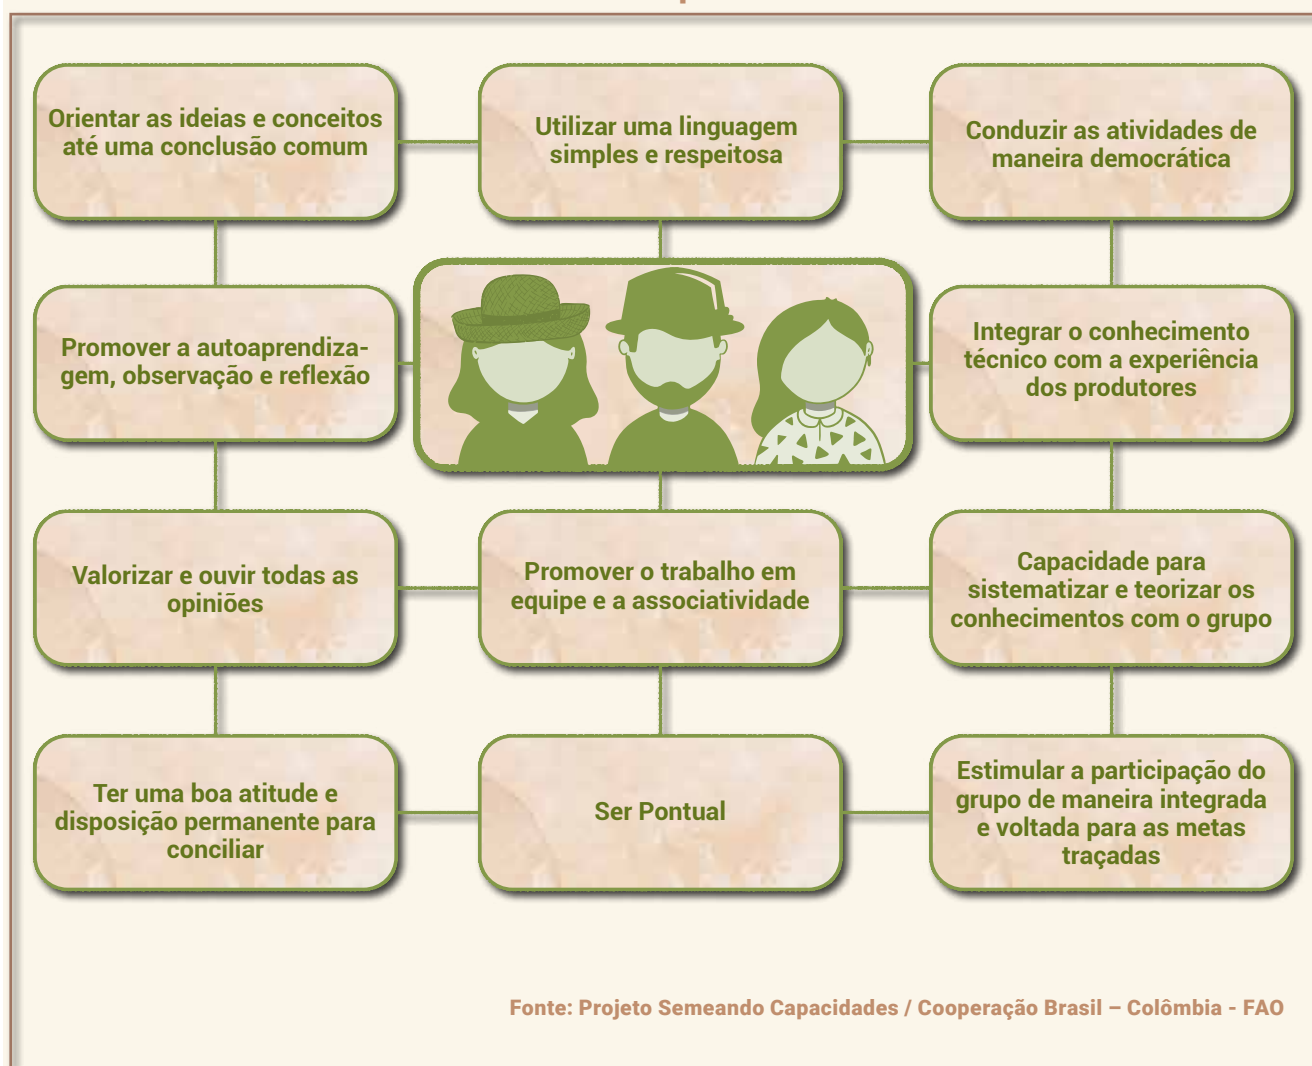 Orientar as ideias e conceitos
até uma conclusão comum
Utilizar uma linguagem
simples e respeitosa
Conduzir as atividades de
maneira democrática
Promover a autoaprendiza-
gem, observação e reflexão
Integrar o conhecimento
técnico com a experiência
dos produtores
Valorizar e ouvir todas as
opiniões
Promover o trabalho em
equipe e a associatividade
Capacidade para
sistematizar e teorizar os
conhecimentos com o grupo
Ter uma boa atitude e
disposição permanente para
conciliar
Ser Pontual
Estimular a participação do
grupo de maneira integrada
e voltada para as metas
traçadas
Fonte: Projeto Semeando Capacidades / Cooperação Brasil – Colômbia - FAO